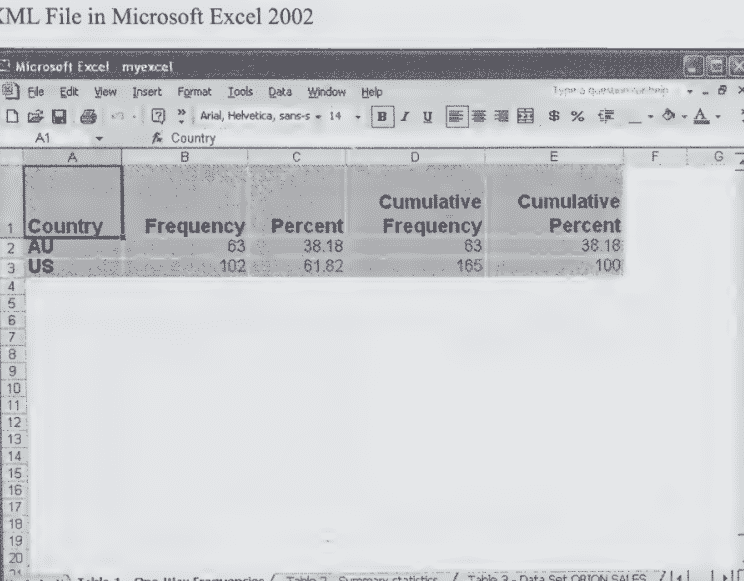 XML File in Microsoft Excel 2002
Microsoft Excel myexcel
File Edit View Insert Format Tools Data Window Help
Arial, Helvetica, sans-s 14 B I U $ %
A1 fx Country
A B C D E F G
1 Country Frequency Percent Cumulative Frequency Cumulative Percent
2 AU 63 38.18 63 38.18
3 US 102 61.82 165 100
4
5
6
7
8
9
10
11
12
13
14
15
16
17
18
19
20
Table 1 - One-Way Frequencies / Table 2 - Summary statistics / Table 3 - Data Set ORION.SALES